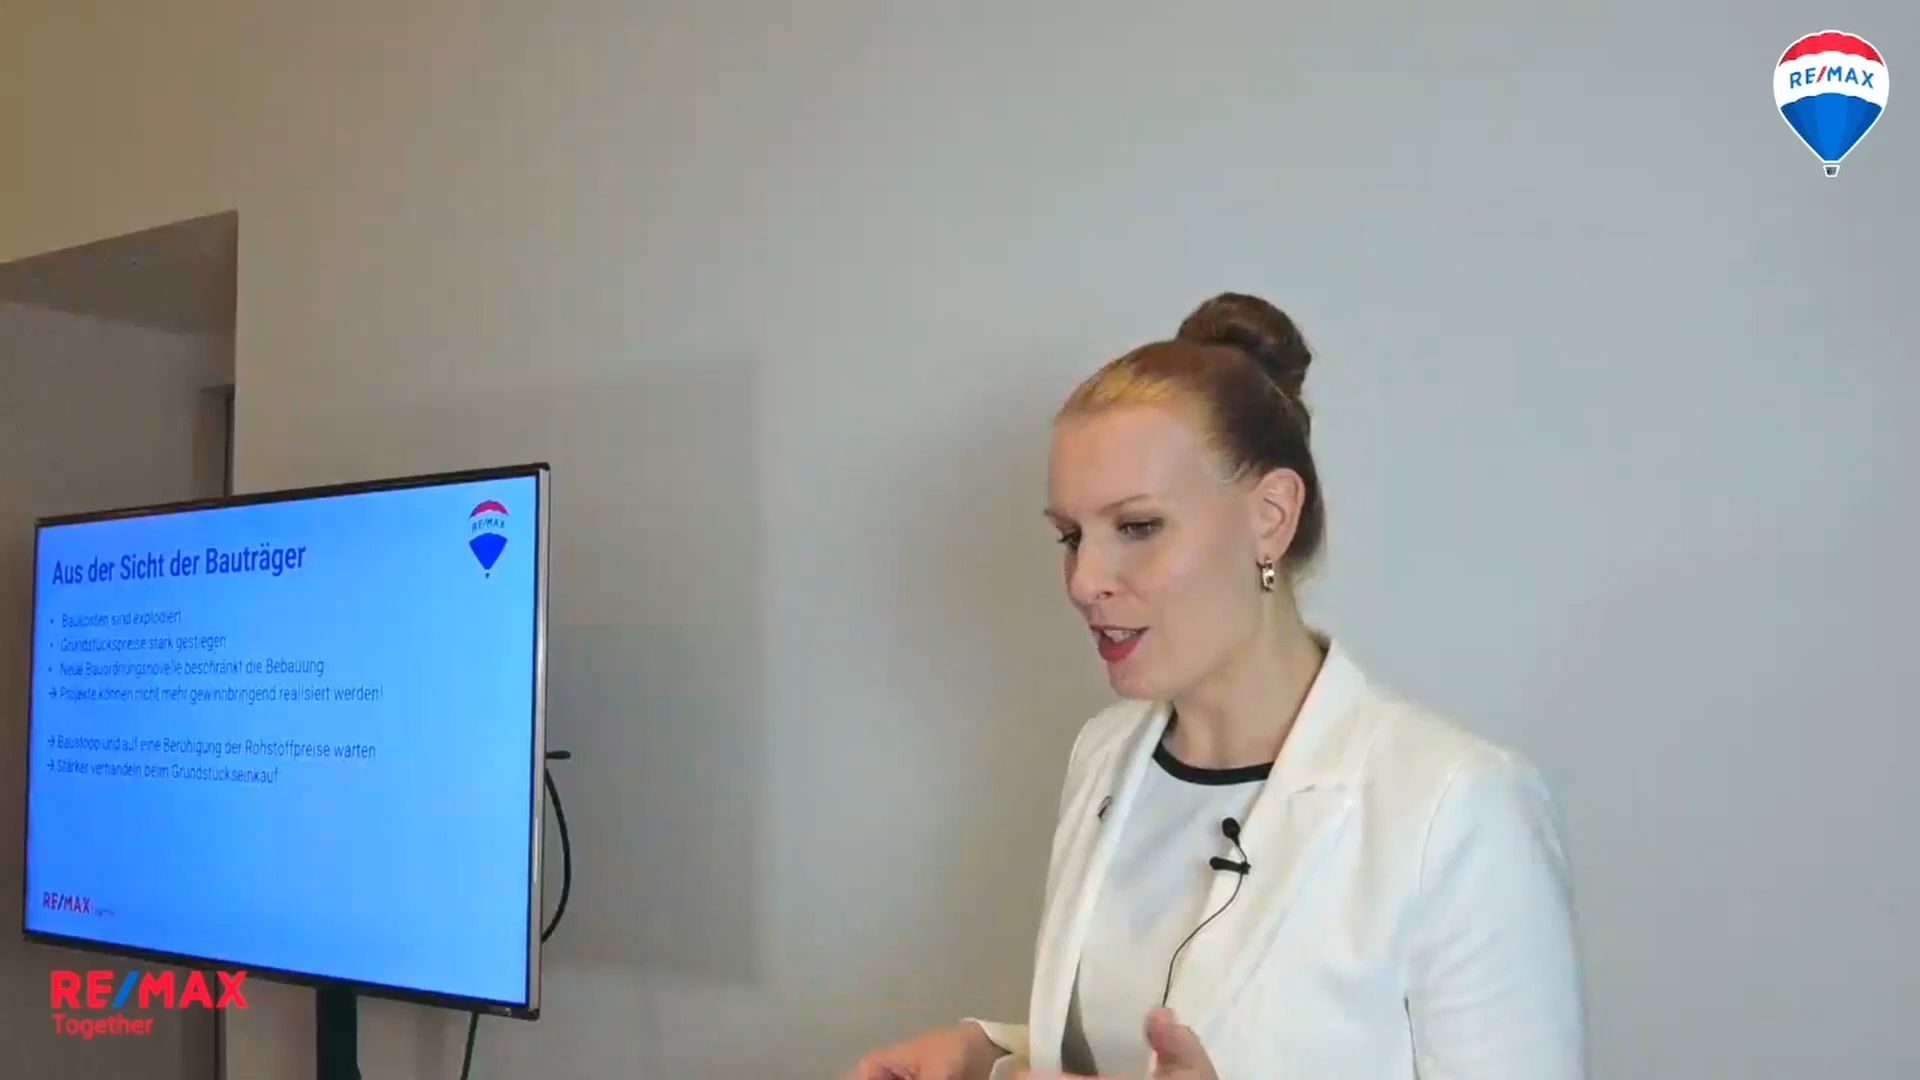 RE/MAX
RE/MAX
Aus der Sicht der Bauträger
• Baukosten sind explodiert
• Grundstückspreise stark gestiegen
• Neue Bauordnungsnovelle beschränkt die Bebauung
→ Projekte können nicht mehr gewinnbringend realisiert werden!
→ Baustopp und auf eine Beruhigung der Rohstoffpreise warten
→ Stärker verhandeln beim Grundstückseinkauf
RE/MAX
RE/MAX
Together